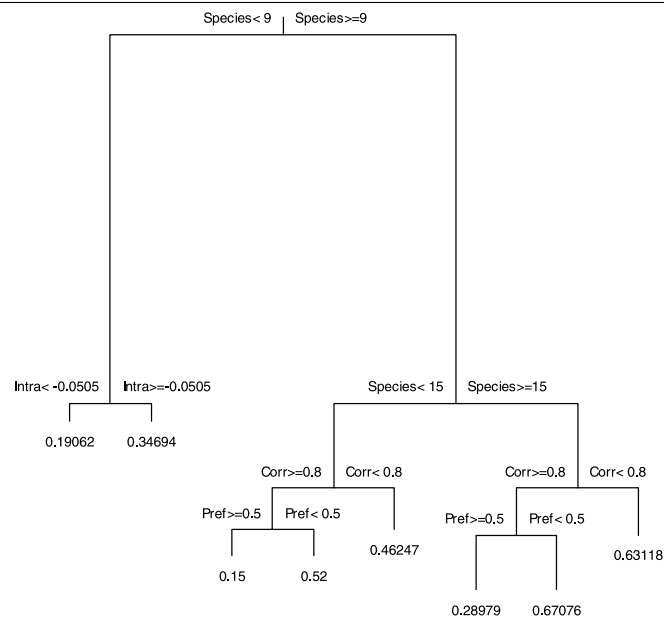 Species< 9 Species>=9
Intra< -0.0505 Intra>=-0.0505 Species< 15 Species>=15
0.19062 0.34694
Corr>=0.8 Corr< 0.8 Corr>=0.8 Corr< 0.8
Pref>=0.5 Pref< 0.5 Pref>=0.5 Pref< 0.5
0.46247 0.63118
0.15 0.52
0.28979 0.67076